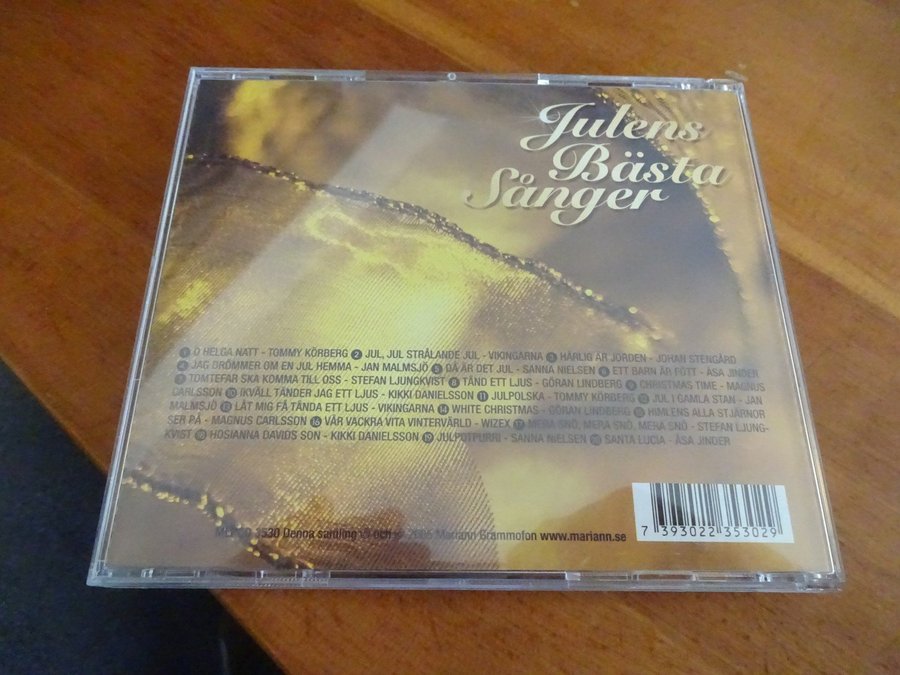 Julens
Bästa
Sånger
1 O HELGA NATT - TOMMY KÖRBERG 2 JUL, JUL STRÅLANDE JUL - VIKINGARNA 3 HÄRLIG ÄR JORDEN - JOHAN STENGÅRD
4 JAG DRÖMMER OM EN JUL HEMMA - JAN MALMSJÖ 5 DÅ ÄR DET JUL - SANNA NIELSEN 6 ETT BARN ÄR FÖTT - ÅSA JINDER
7 TOMTEFAR SKA KOMMA TILL OSS - STEFAN LJUNGKVIST 8 TÄND ETT LJUS - GÖRAN LINDBERG 9 CHRISTMAS TIME - MAGNUS
CARLSSON 10 IKVÄLL TÄNDER JAG ETT LJUS - KIKKI DANIELSSON 11 JULPOLSKA - TOMMY KÖRBERG 12 JUL I GAMLA STAN - JAN
MALMSJÖ 13 LÅT MIG FÅ TÄNDA ETT LJUS - VIKINGARNA 14 WHITE CHRISTMAS - GÖRAN LINDBERG 15 HIMLENS ALLA STJÄRNOR
SER PÅ - MAGNUS CARLSSON 16 VÅR VACKRA VITA VINTERVÄRLD - WIZEX 17 MERA SNÖ, MERA SNÖ, MERA SNÖ - STEFAN LJUNG-
KVIST 18 HOSIANNA DAVIDS SON - KIKKI DANIELSSON 19 JULPOTPURRI - SANNA NIELSEN 20 SANTA LUCIA - ÅSA JINDER
3530 Denna samling ℗ och © Mariann Grammofon www.mariann.se
7 393022 353029